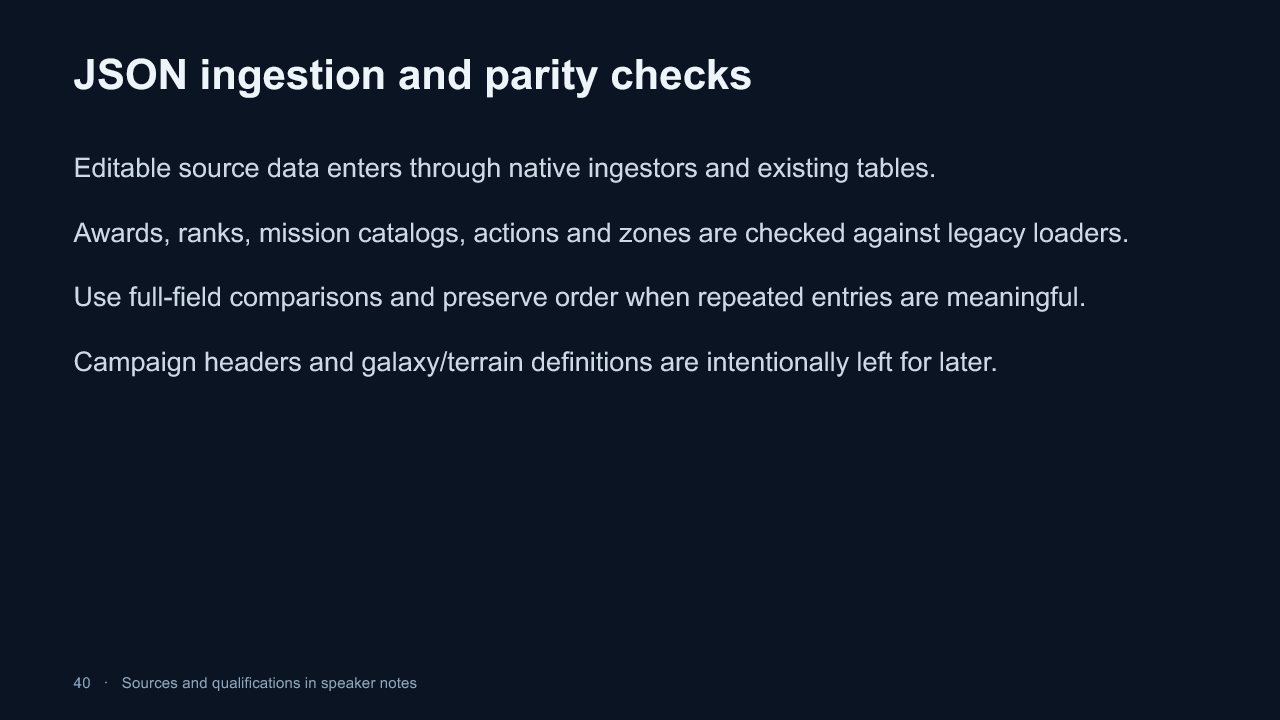 JSON ingestion and parity checks
Editable source data enters through native ingestors and existing tables.
Awards, ranks, mission catalogs, actions and zones are checked against legacy loaders.
Use full-field comparisons and preserve order when repeated entries are meaningful.
Campaign headers and galaxy/terrain definitions are intentionally left for later.
40 · Sources and qualifications in speaker notes